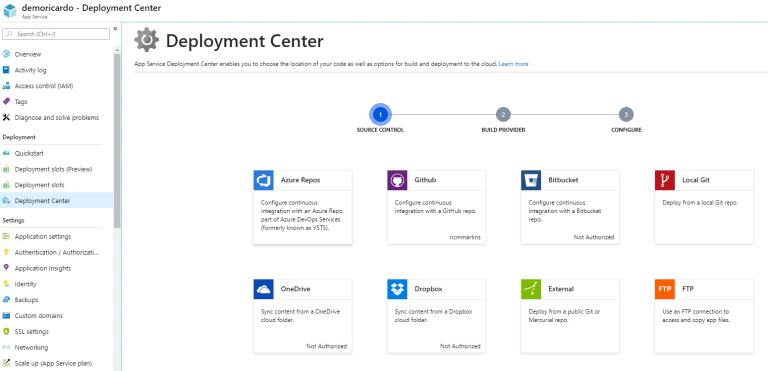 demoricardo - Deployment Center
App Service
Search (Ctrl+/)
Overview
Activity log
Access control (IAM)
Tags
Diagnose and solve problems
Deployment
Quickstart
Deployment slots (Preview)
Deployment slots
Deployment Center
Settings
Application settings
Authentication / Authorizati...
Application Insights
Identity
Backups
Custom domains
SSL settings
Networking
Scale up (App Service plan)
Deployment Center
App Service Deployment Center enables you to choose the location of your code as well as options for build and deployment to the cloud. Learn more
1
2
3
SOURCE CONTROL
BUILD PROVIDER
CONFIGURE
Azure Repos
Configure continuous
integration with an Azure Repo,
part of Azure DevOps Services
(formerly known as VSTS).
Github
Configure continuous
integration with a GitHub repo.
ricmmartins
Bitbucket
Configure continuous
integration with a Bitbucket
repo.
Not Authorized
Local Git
Deploy from a local Git repo.
OneDrive
Sync content from a OneDrive
cloud folder.
Not Authorized
Dropbox
Sync content from a Dropbox
cloud folder.
Not Authorized
External
Deploy from a public Git or
Mercurial repo.
FTP
FTP
Use an FTP connection to
access and copy app files.